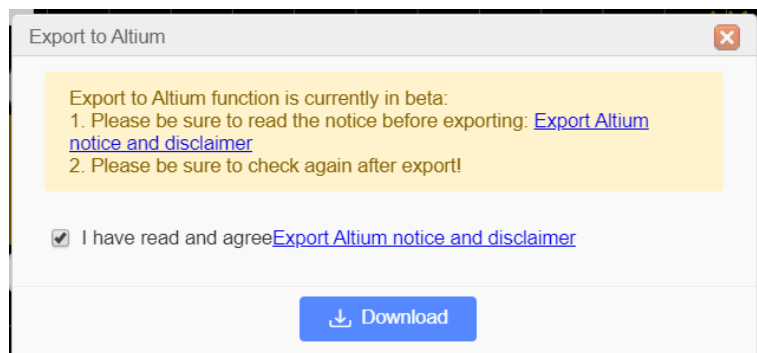 Export to Altium
Export to Altium function is currently in beta:
1. Please be sure to read the notice before exporting: Export Altium
notice and disclaimer
2. Please be sure to check again after export!
I have read and agreeExport Altium notice and disclaimer
Download